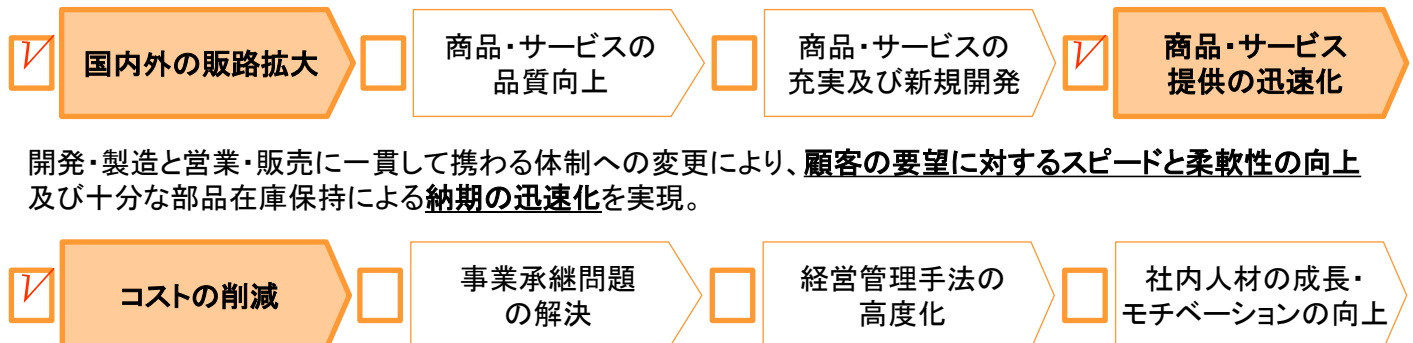 国内外の販路拡大
商品・サービスの
品質向上
商品・サービスの
充実及び新規開発
商品・サービス
提供の迅速化
開発・製造と営業・販売に一貫して携わる体制への変更により、顧客の要望に対するスピードと柔軟性の向上
及び十分な部品在庫保持による納期の迅速化を実現。
コストの削減
事業承継問題
の解決
経営管理手法の
高度化
社内人材の成長・
モチベーションの向上